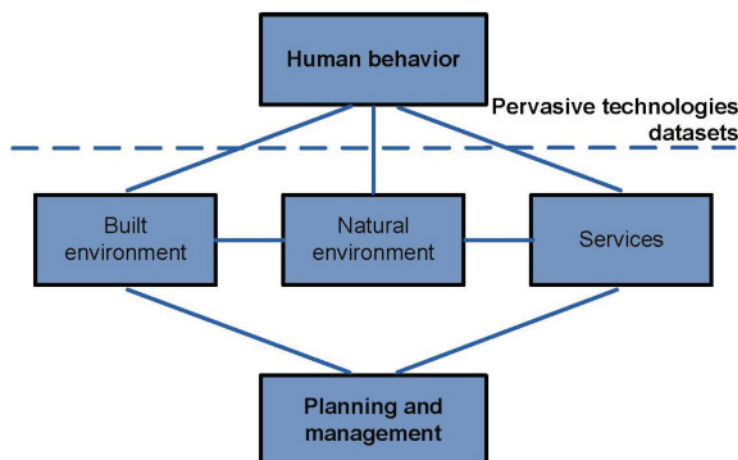 Human behavior
Pervasive technologies
datasets
Built
environment
Natural
environment
Services
Planning and
management